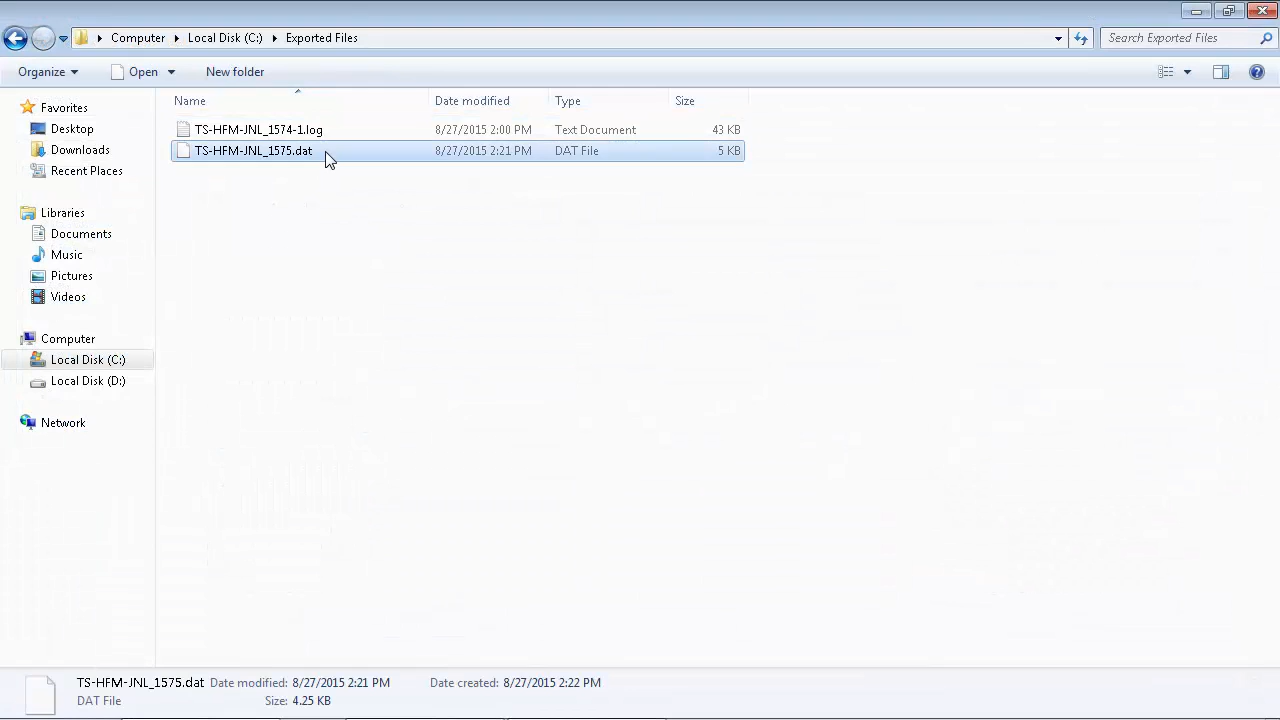 Computer Local Disk (C:) Exported Files Search Exported Files
Organize Open New folder
Favorites
Desktop
Downloads
Recent Places
Libraries
Documents
Music
Pictures
Videos
Computer
Local Disk (C:)
Local Disk (D:)
Network
Name Date modified Type Size
TS-HFM-JNL_1574-1.log 8/27/2015 2:00 PM Text Document 43 KB
TS-HFM-JNL_1575.dat 8/27/2015 2:21 PM DAT File 5 KB
TS-HFM-JNL_1575.dat Date modified: 8/27/2015 2:21 PM Date created: 8/27/2015 2:22 PM
DAT File Size: 4.25 KB